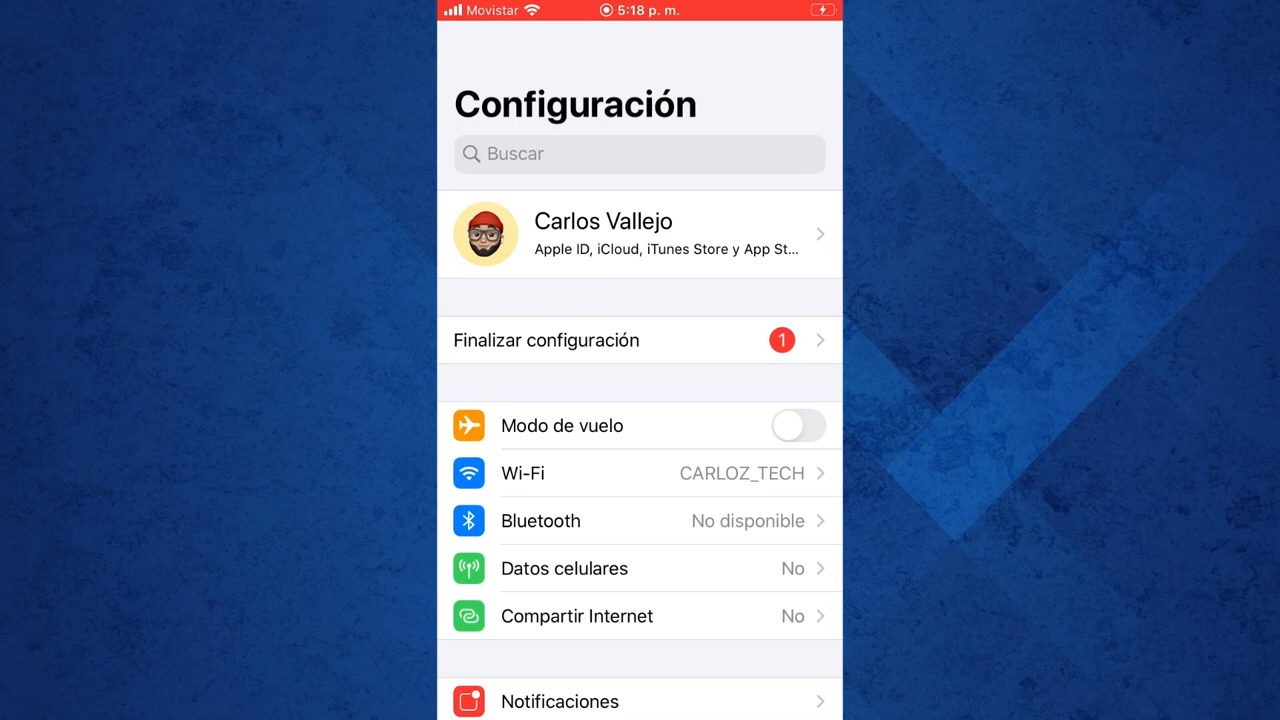 Movistar 5:18 p. m.
Configuración
Buscar
Carlos Vallejo
Apple ID, iCloud, iTunes Store y App St...
Finalizar configuración 1
Modo de vuelo
Wi-Fi CARLOZ_TECH
Bluetooth No disponible
Datos celulares No
Compartir Internet No
Notificaciones